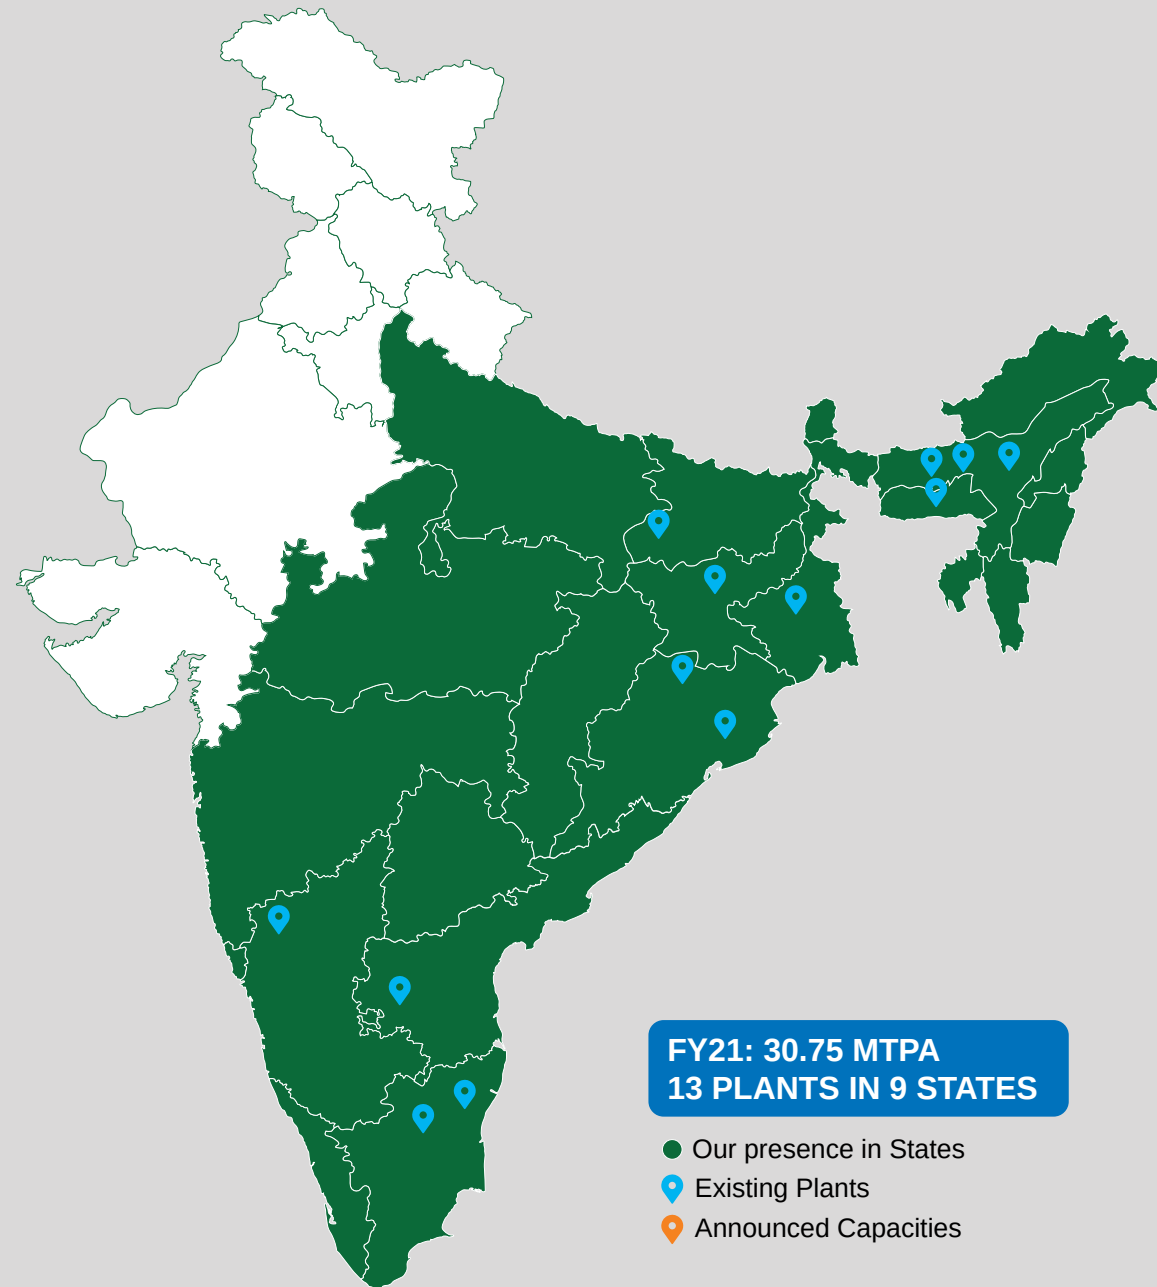 FY21: 30.75 MTPA
13 PLANTS IN 9 STATES
Our presence in States
Existing Plants
Announced Capacities